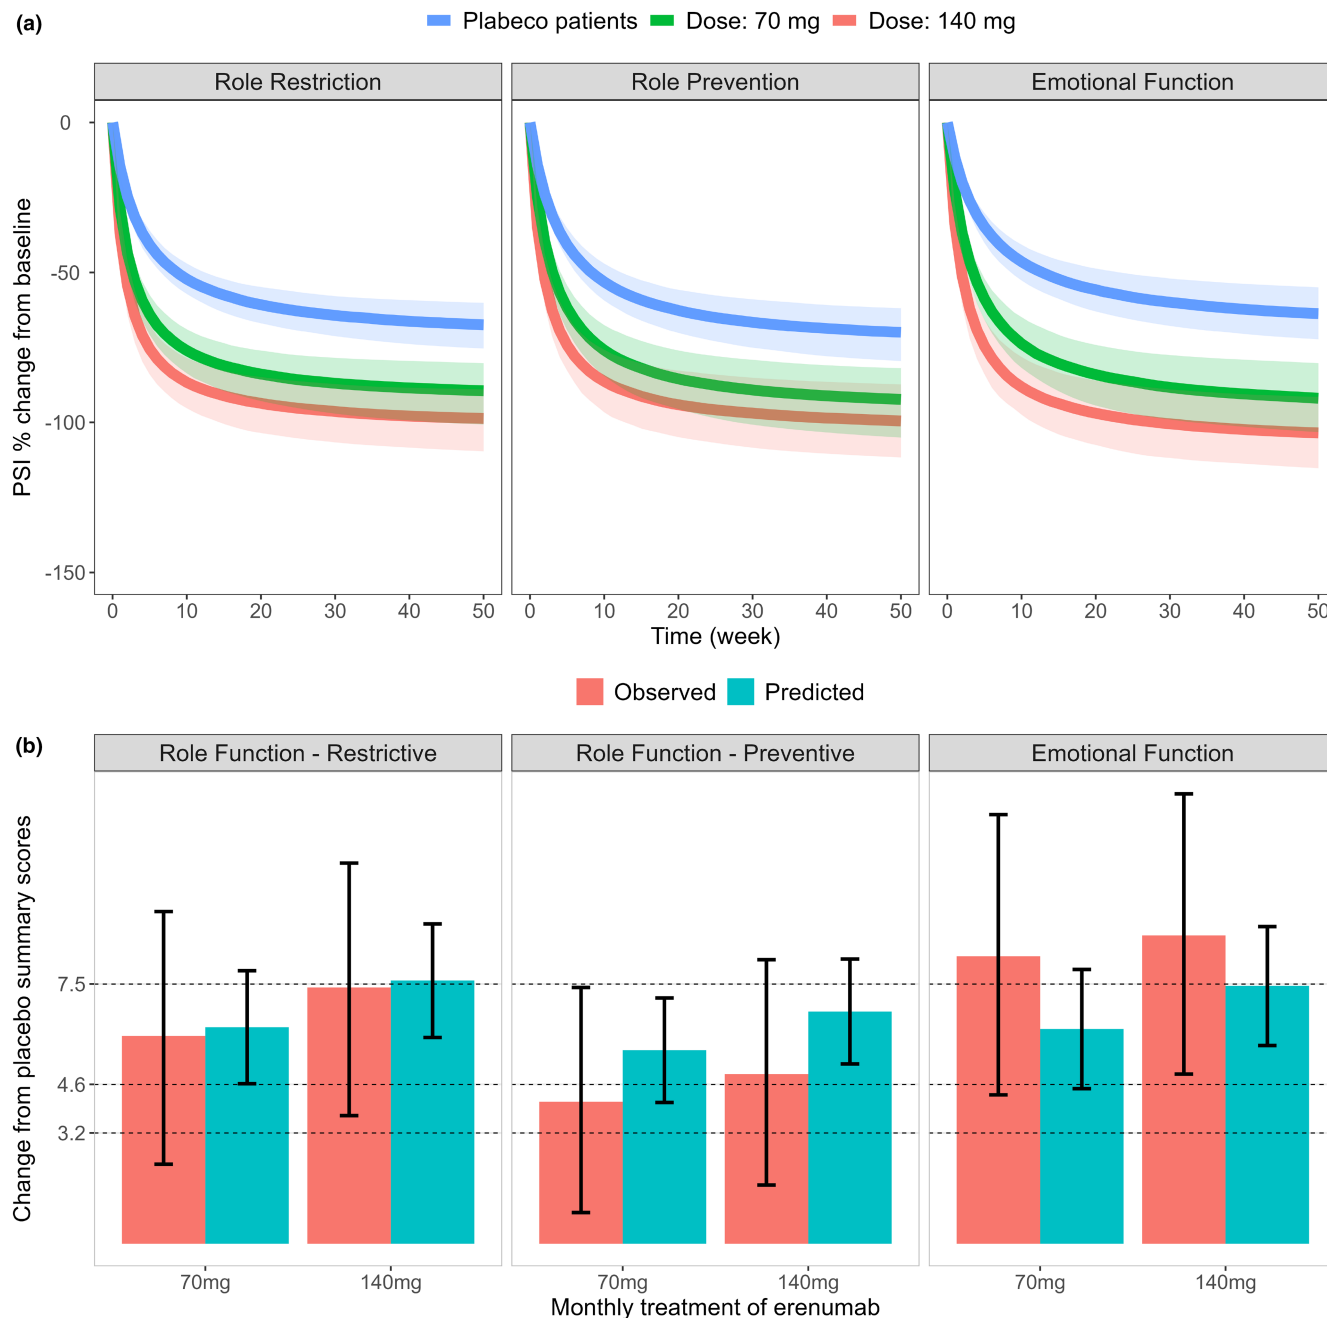 (a)
Plabeco patients Dose: 70 mg Dose: 140 mg
Role Restriction Role Prevention Emotional Function
PSI % change from baseline
0
-50
-100
-150
0 10 20 30 40 50 0 10 20 30 40 50 0 10 20 30 40 50
Time (week)
Observed Predicted
(b)
Role Function - Restrictive Role Function - Preventive Emotional Function
Change from placebo summary scores
7.5
4.6
3.2
70mg 140mg 70mg 140mg 70mg 140mg
Monthly treatment of erenumab